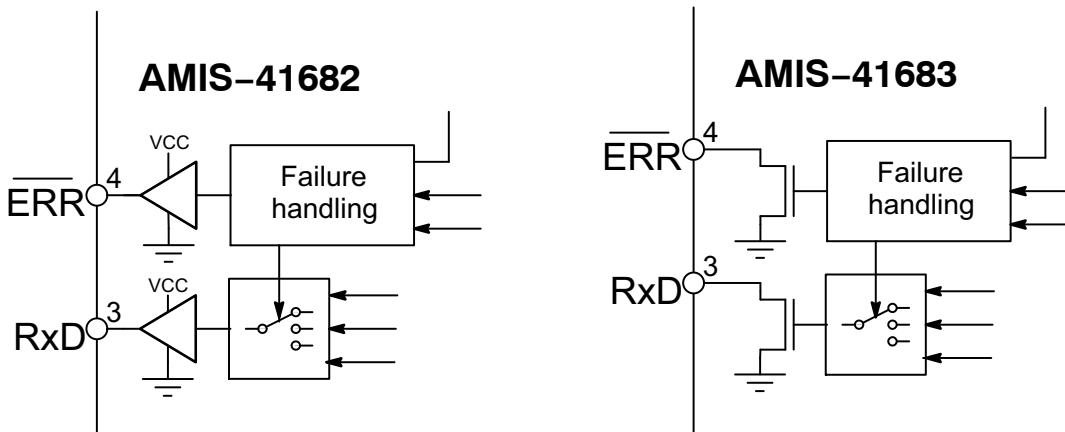 AMIS−41682
VCC
ERR
4
Failure
handling
VCC
RxD
3
AMIS−41683
ERR
4
Failure
handling
RxD
3